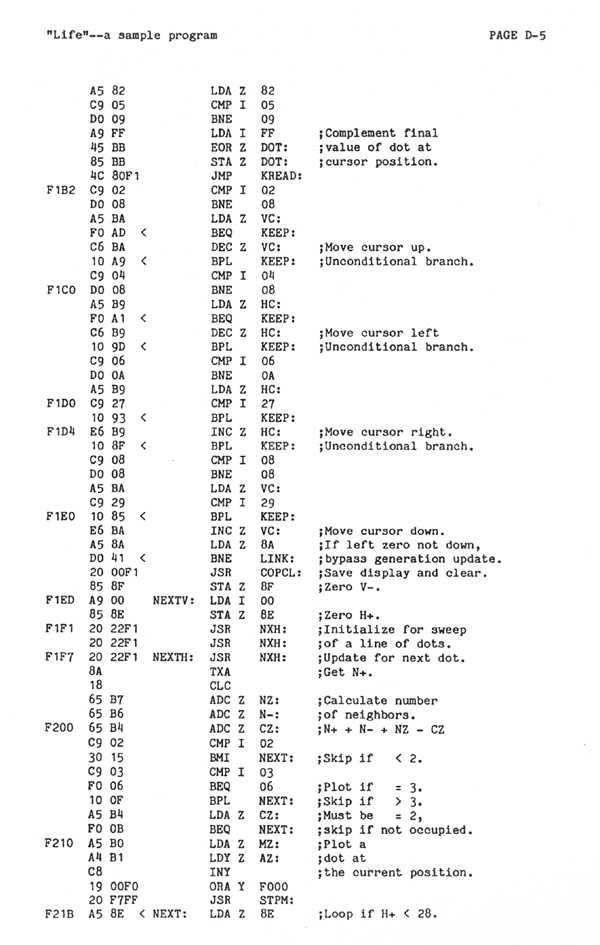 "Life"--a sample program PAGE D-5
A5 82 LDA Z 82
C9 05 CMP I 05
D0 09 BNE 09
A9 FF LDA I FF ;Complement final
45 BB EOR Z DOT: ;value of dot at
85 BB STA Z DOT: ;cursor position.
4C 80F1 JMP KREAD:
F1B2 C9 02 CMP I 02
D0 08 BNE 08
A5 BA LDA Z VC:
F0 AD < BEQ KEEP:
C6 BA DEC Z VC: ;Move cursor up.
10 A9 < BPL KEEP: ;Unconditional branch.
C9 04 CMP I 04
F1C0 D0 08 BNE 08
A5 B9 LDA Z HC:
F0 A1 < BEQ KEEP:
C6 B9 DEC Z HC: ;Move cursor left
10 9D < BPL KEEP: ;Unconditional branch.
C9 06 CMP I 06
D0 0A BNE 0A
A5 B9 LDA Z HC:
F1D0 C9 27 CMP I 27
10 93 < BPL KEEP:
F1D4 E6 B9 INC Z HC: ;Move cursor right.
10 8F < BPL KEEP: ;Unconditional branch.
C9 08 CMP I 08
D0 08 BNE 08
A5 BA LDA Z VC:
C9 29 CMP I 29
F1E0 10 85 < BPL KEEP:
E6 BA INC Z VC: ;Move cursor down.
A5 8A LDA Z 8A ;If left zero not down,
D0 41 < BNE LINK: ;bypass generation update.
20 00F1 JSR COPCL: ;Save display and clear.
85 8F STA Z 8F ;Zero V-.
F1ED A9 00 NEXTV: LDA I 00
85 8E STA Z 8E ;Zero H+.
F1F1 20 22F1 JSR NXH: ;Initialize for sweep
20 22F1 JSR NXH: ;of a line of dots.
F1F7 20 22F1 NEXTH: JSR NXH: ;Update for next dot.
8A TXA ;Get N+.
18 CLC
65 B7 ADC Z NZ: ;Calculate number
65 B6 ADC Z N-: ;of neighbors.
F200 65 B4 ADC Z CZ: ;N+ + N- + NZ - CZ
C9 02 CMP I 02
30 15 BMI NEXT: ;Skip if < 2.
C9 03 CMP I 03
F0 06 BEQ 06 ;Plot if = 3.
10 0F BPL NEXT: ;Skip if > 3.
A5 B4 LDA Z CZ: ;Must be = 2,
F0 0B BEQ NEXT: ;skip if not occupied.
F210 A5 B0 LDA Z MZ: ;Plot a
A4 B1 LDY Z AZ: ;dot at
C8 INY ;the current position.
19 00F0 ORA Y F000
20 F7FF JSR STPM:
F21B A5 8E < NEXT: LDA Z 8E ;Loop if H+ < 28.